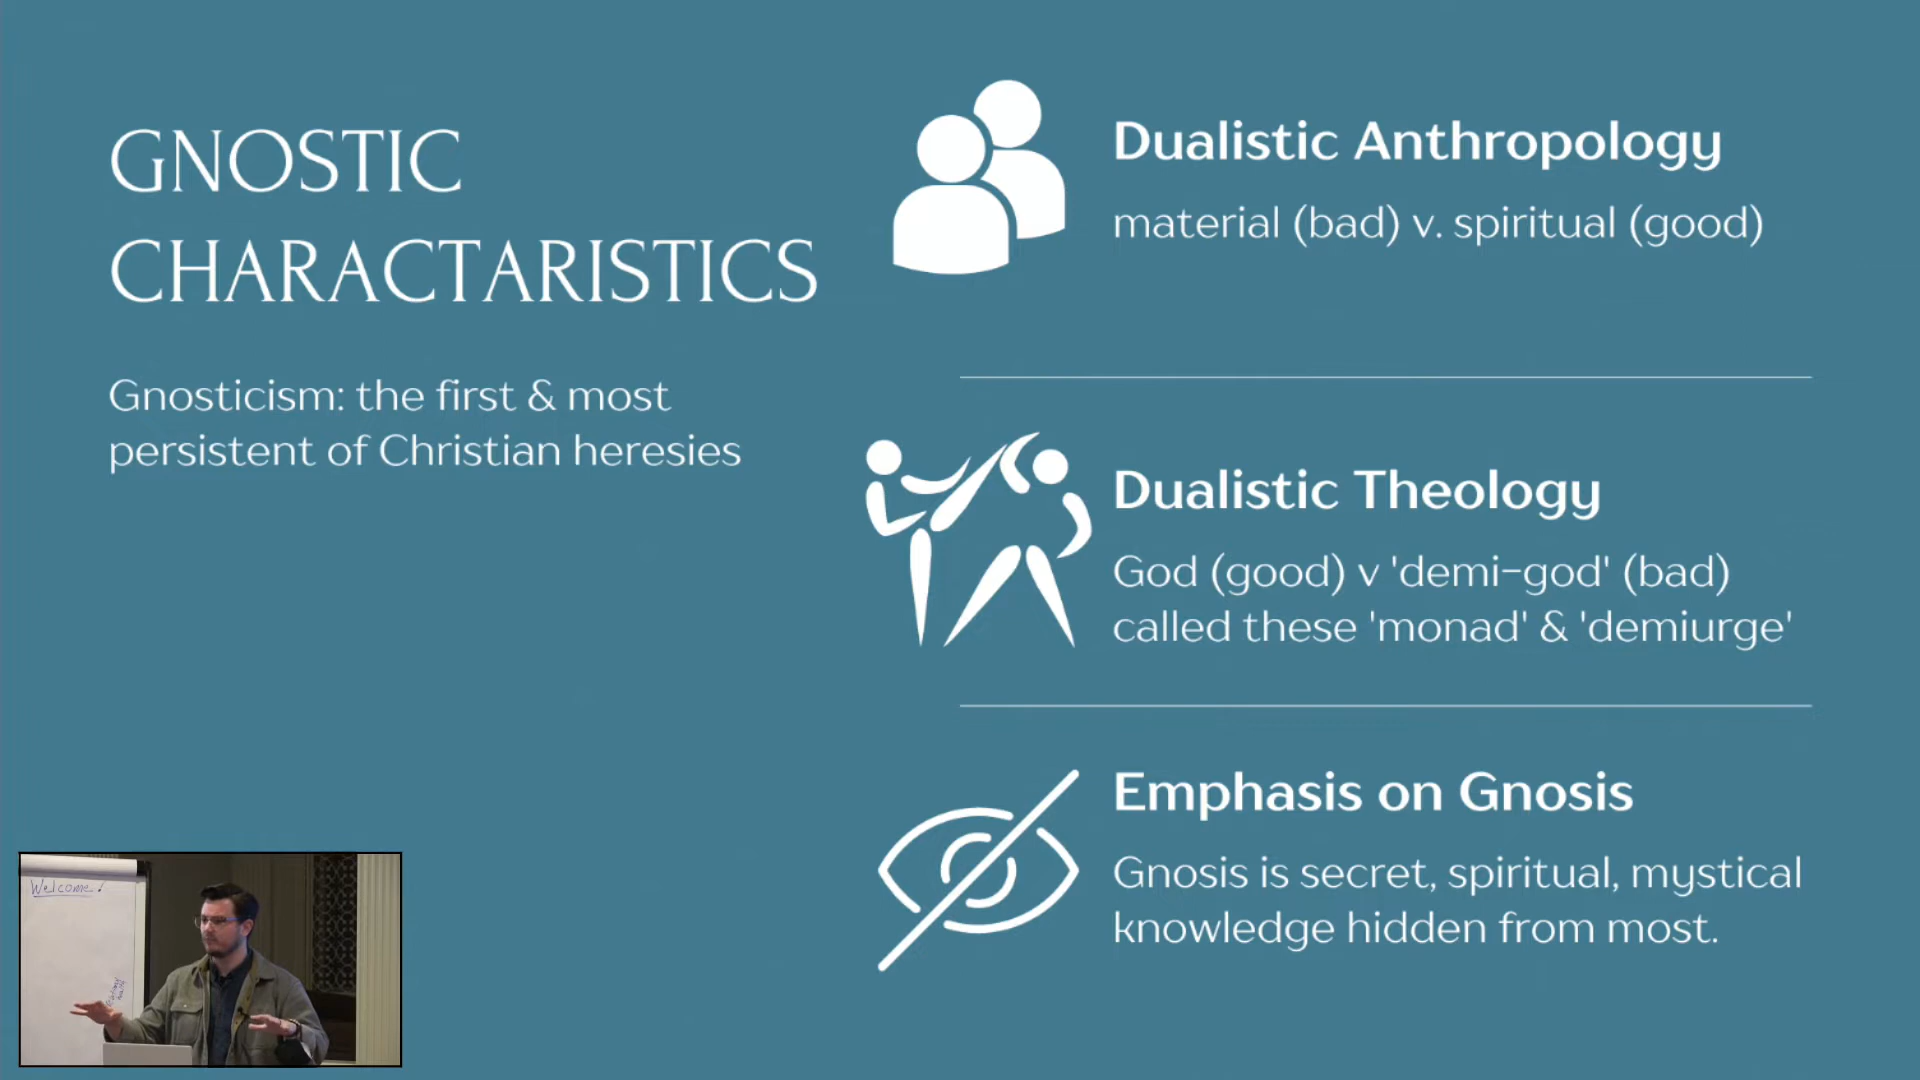 GNOSTIC
CHARACTARISTICS
Gnosticism: the first & most
persistent of Christian heresies
Dualistic Anthropology
material (bad) v. spiritual (good)
Dualistic Theology
God (good) v 'demi-god' (bad)
called these 'monad' & 'demiurge'
Emphasis on Gnosis
Gnosis is secret, spiritual, mystical
knowledge hidden from most.
Welcome!